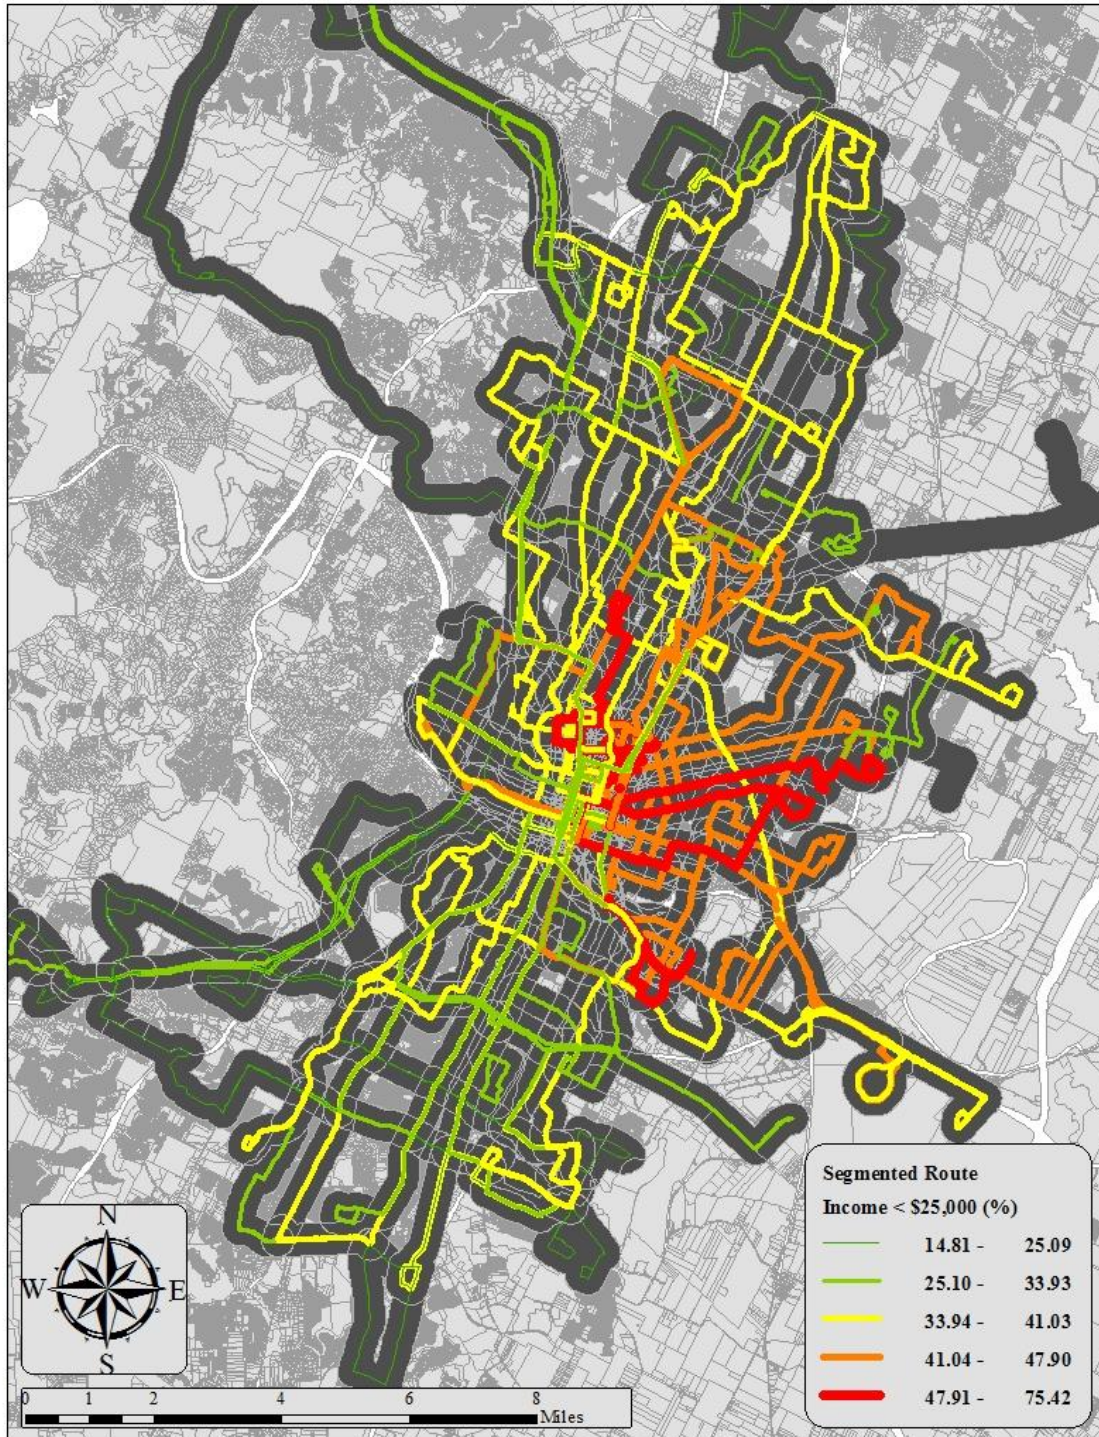 Segmented Route
Income < $25,000 (%)
14.81 - 25.09
25.10 - 33.93
33.94 - 41.03
41.04 - 47.90
47.91 - 75.42
N
W E
S
0 1 2 4 6 8
Miles